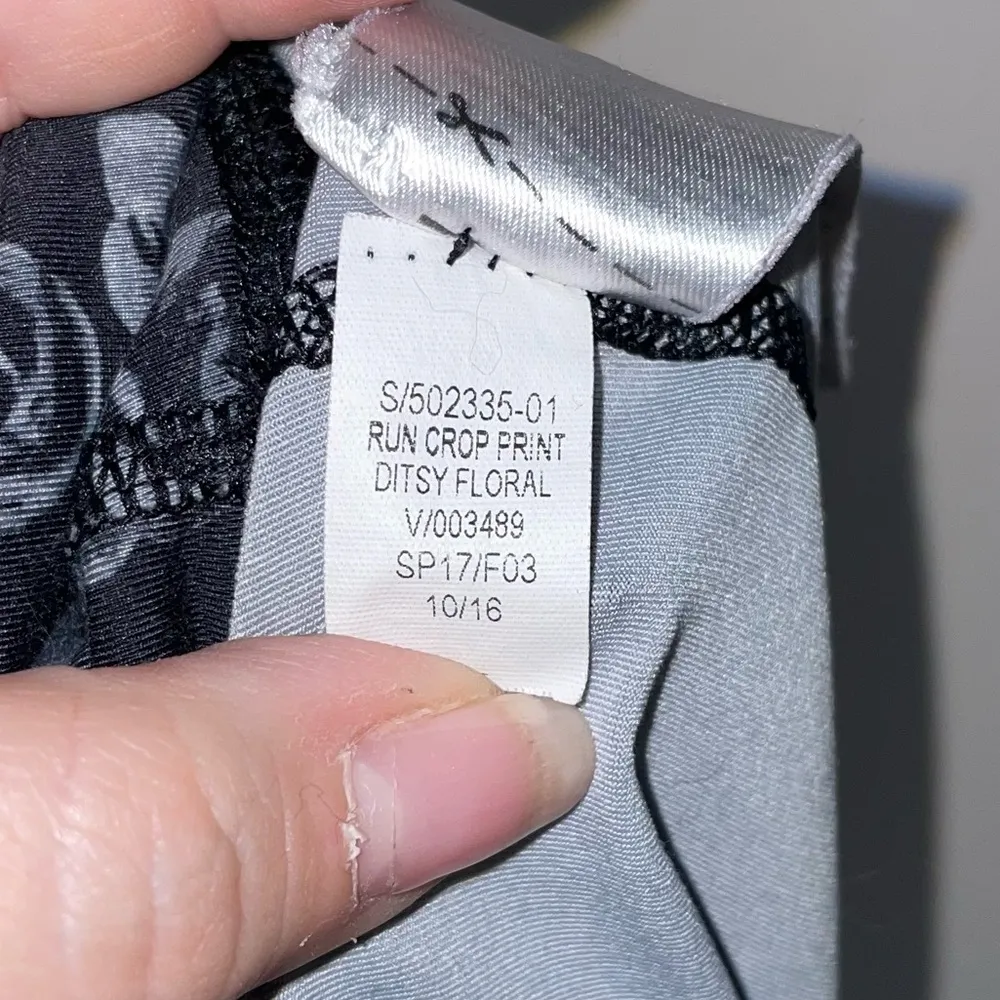 S/502335-01
RUN CROP PRINT
DITSY FLORAL
V/003489
SP17/F03
10/16